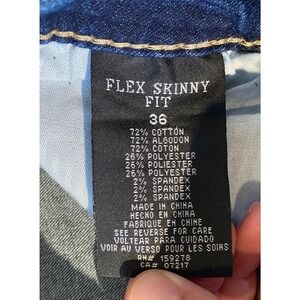 FLEX SKINNY
FIT
36
72% COTTON
72% ALGODON
72% COTON
26% POLYESTER
26% POLIESTER
26% POLYESTER
2% SPANDEX
2% SPANDEX
2% SPANDEX
MADE IN CHINA
HECHO EN CHINA
FABRIQUE EN CHINE
SEE REVERSE FOR CARE
VOLTEAR PARA CUIDADO
VOIR AU VERSO POUR LES SOINS
RN# 159278
CA# 07217